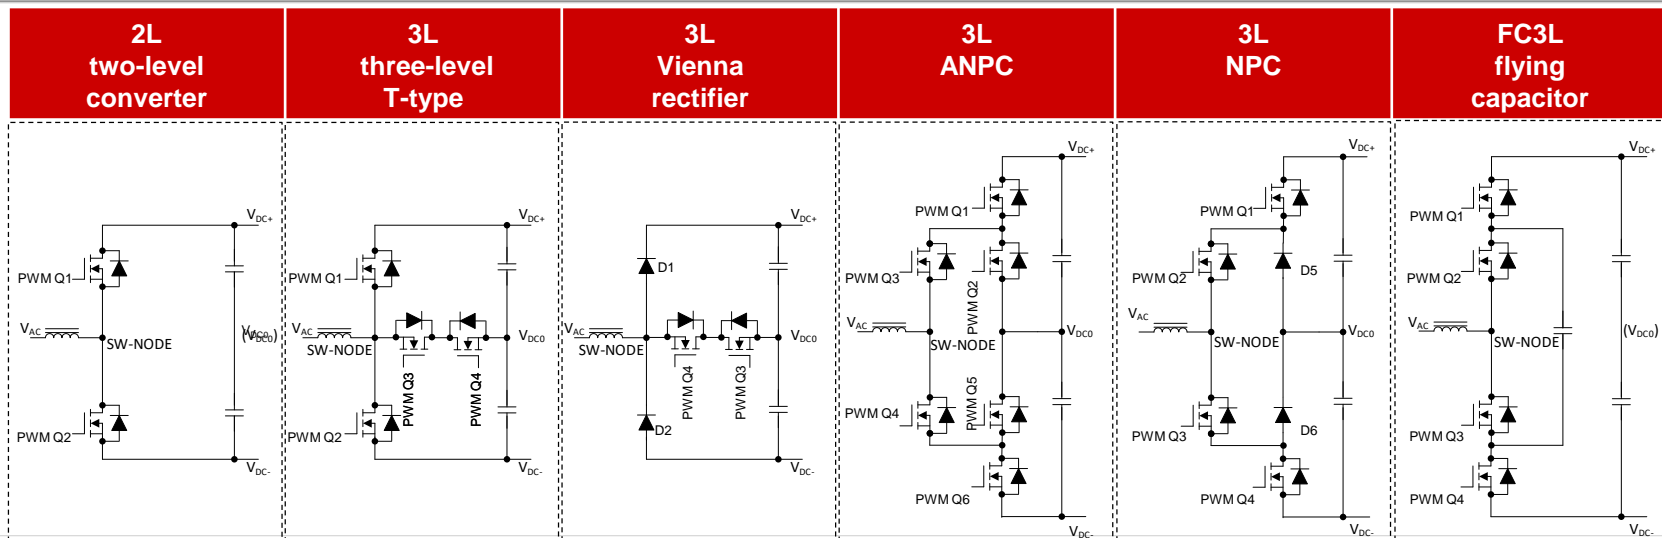 2L
two-level
converter
3L
three-level
T-type
3L
Vienna
rectifier
3L
ANPC
3L
NPC
FC3L
flying
capacitor
VDC+
PWM Q1
VAC
SW-NODE
(VDC0)
PWM Q2
VDC-
VDC+
PWM Q1
VAC
SW-NODE
VDC0
PWM Q3
PWM Q4
PWM Q2
VDC-
VDC+
D1
VAC
SW-NODE
VDC0
PWM Q4
PWM Q3
D2
VDC-
VDC+
PWM Q1
PWM Q3
PWM Q2
VAC
SW-NODE
VDC0
PWM Q4
PWM Q5
PWM Q6
VDC-
VDC+
PWM Q1
PWM Q2
D5
VAC
SW-NODE
VDC0
PWM Q3
D6
PWM Q4
VDC-
VDC+
PWM Q1
PWM Q2
VAC
SW-NODE
(VDC0)
PWM Q3
PWM Q4
VDC-